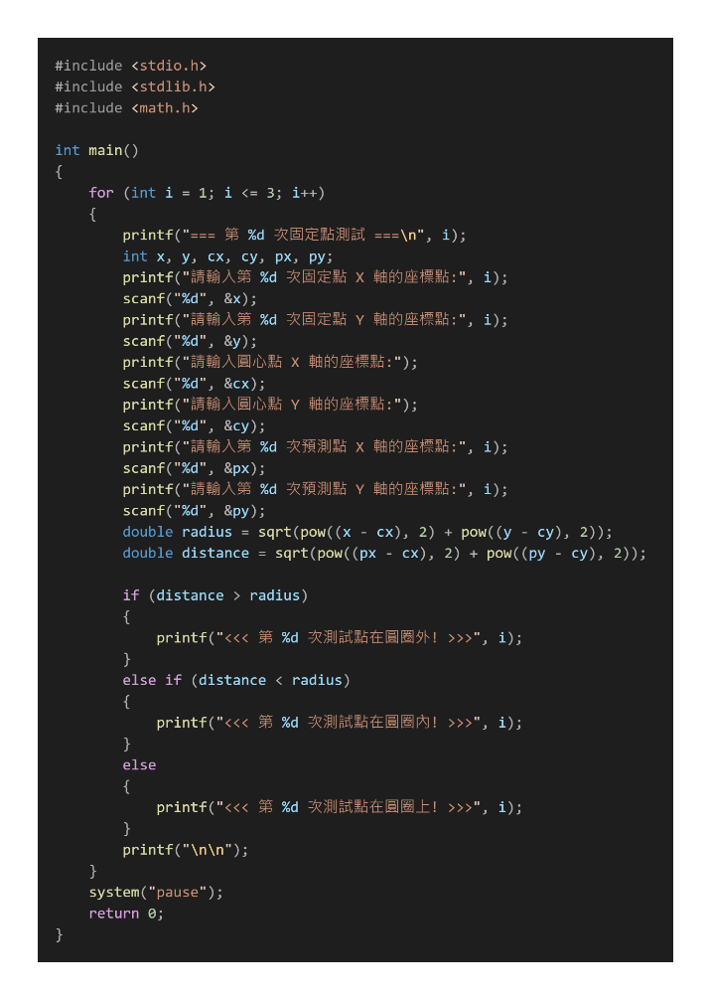 #include <stdio.h>
#include <stdlib.h>
#include <math.h>

int main()
{
    for (int i = 1; i <= 3; i++)
    {
        printf("=== 第 %d 次固定點測試 ===\n", i);
        int x, y, cx, cy, px, py;
        printf("請輸入第 %d 次固定點 X 軸的座標點:", i);
        scanf("%d", &x);
        printf("請輸入第 %d 次固定點 Y 軸的座標點:", i);
        scanf("%d", &y);
        printf("請輸入圓心點 X 軸的座標點:");
        scanf("%d", &cx);
        printf("請輸入圓心點 Y 軸的座標點:");
        scanf("%d", &cy);
        printf("請輸入第 %d 次預測點 X 軸的座標點:", i);
        scanf("%d", &px);
        printf("請輸入第 %d 次預測點 Y 軸的座標點:", i);
        scanf("%d", &py);
        double radius = sqrt(pow((x - cx), 2) + pow((y - cy), 2));
        double distance = sqrt(pow((px - cx), 2) + pow((py - cy), 2));

        if (distance > radius)
        {
            printf("<<< 第 %d 次測試點在圓圈外! >>>", i);
        }
        else if (distance < radius)
        {
            printf("<<< 第 %d 次測試點在圓圈內! >>>", i);
        }
        else
        {
            printf("<<< 第 %d 次測試點在圓圈上! >>>", i);
        }
        printf("\n\n");
    }
    system("pause");
    return 0;
}